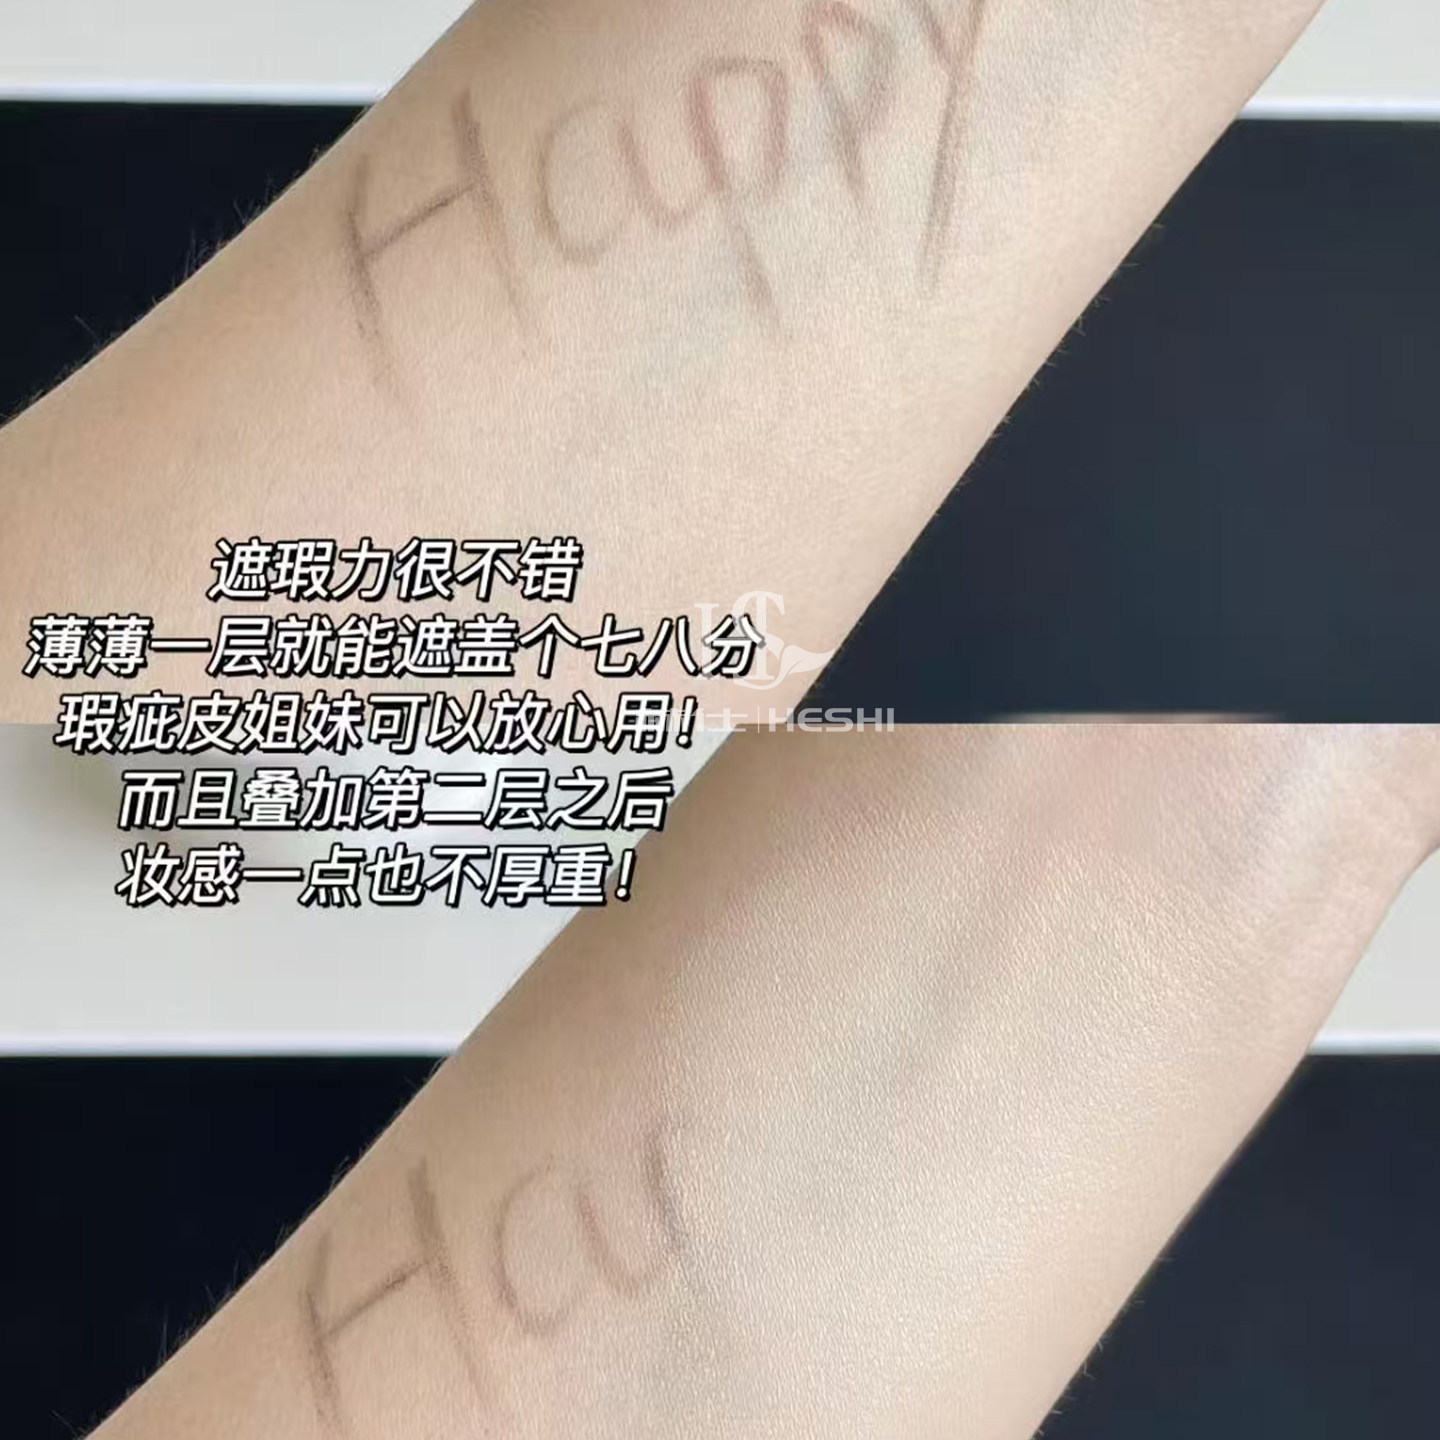 Happy
遮瑕力很不错
薄薄一层就能遮盖个七八分
瑕疵皮姐妹可以放心用!
HESHI
而且叠加第二层之后
妆感一点也不厚重!
Ha